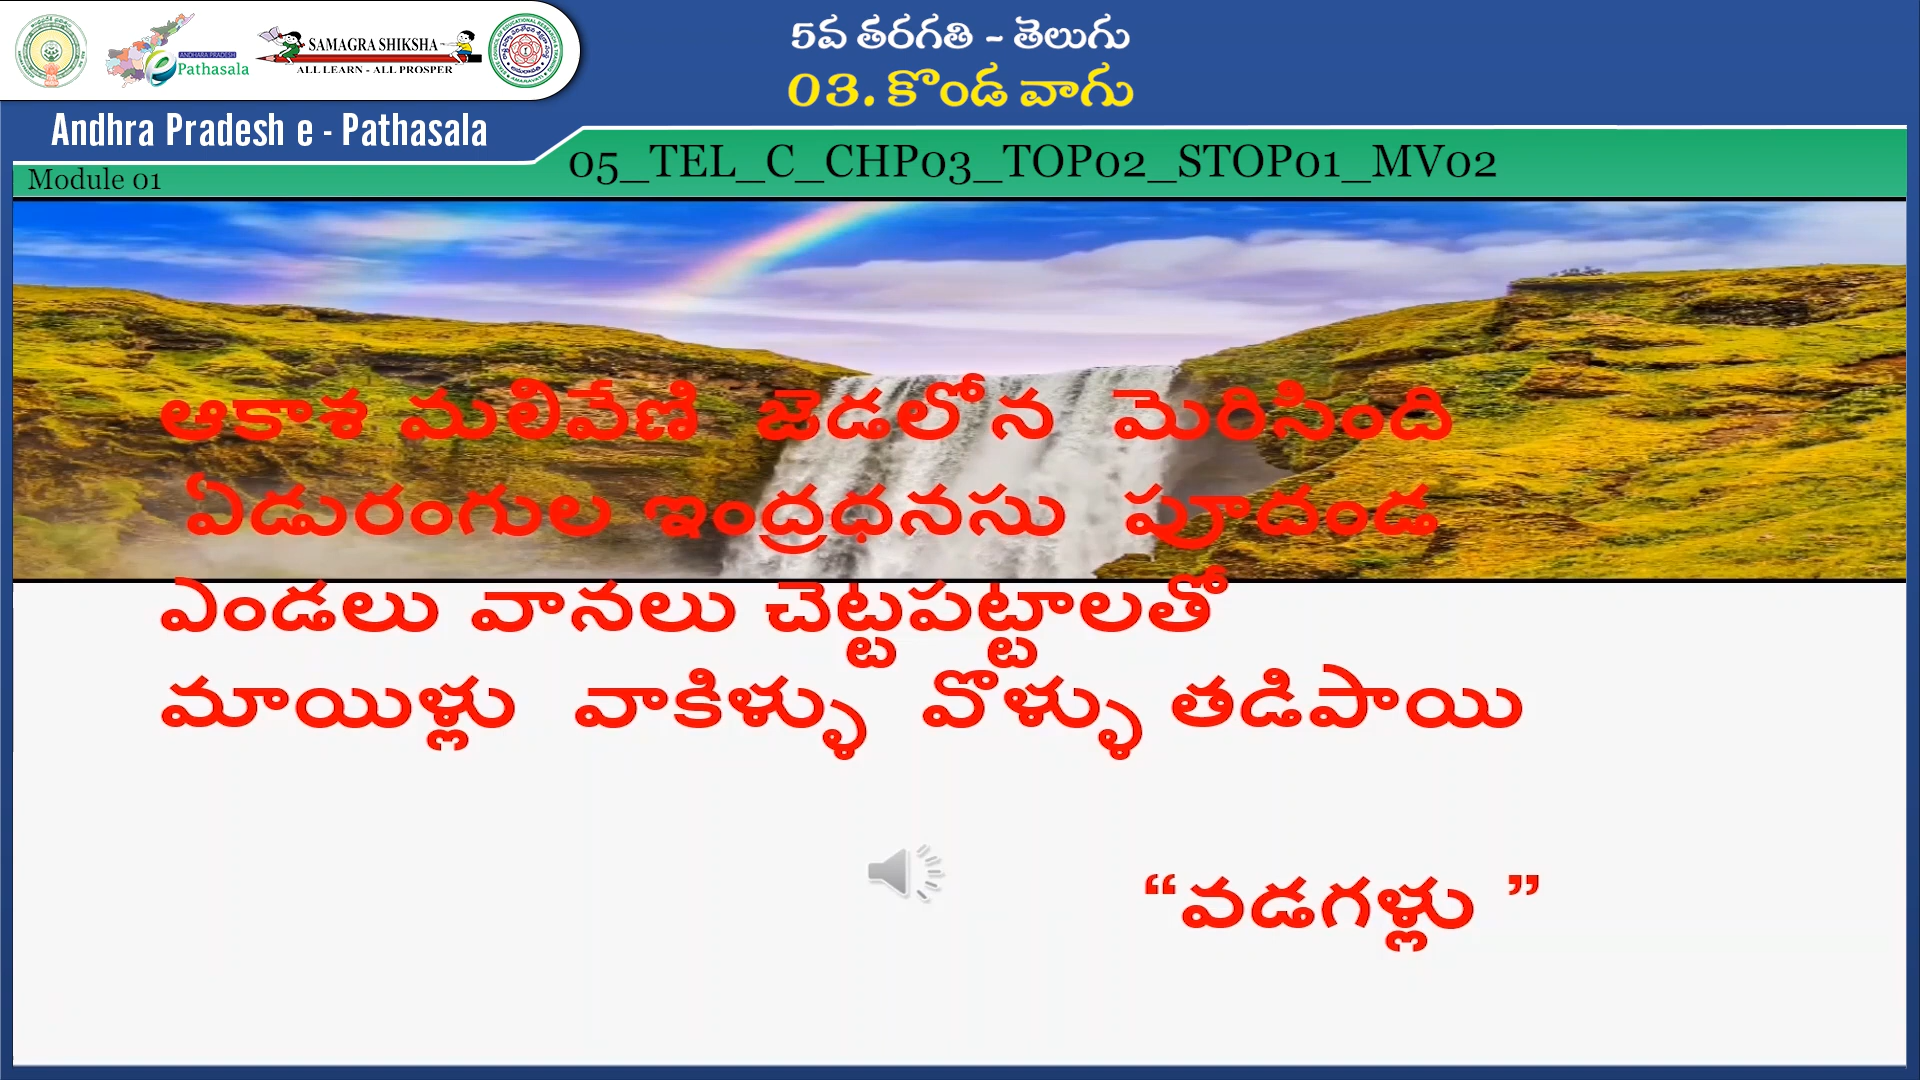 Pathasala
SAMAGRA SHIKSHA
ALL LEARN - ALL PROSPER
5వ తరగతి ~ తెలుగు
03. కొండ వాగు
Andhra Pradesh e - Pathasala
Module 01
05_TEL_C_CHP03_TOP02_STOP01_MV02
ఆకాశ మలివేణి జెడలోన మెరిసింది
ఏడురంగుల ఇంద్రధనసు పూదండ
ఎండలు వానలు చెట్టపట్టాలతో
మాయిళ్లు వాకిళ్ళు వొళ్ళు తడిపాయి
“వడగళ్లు ”